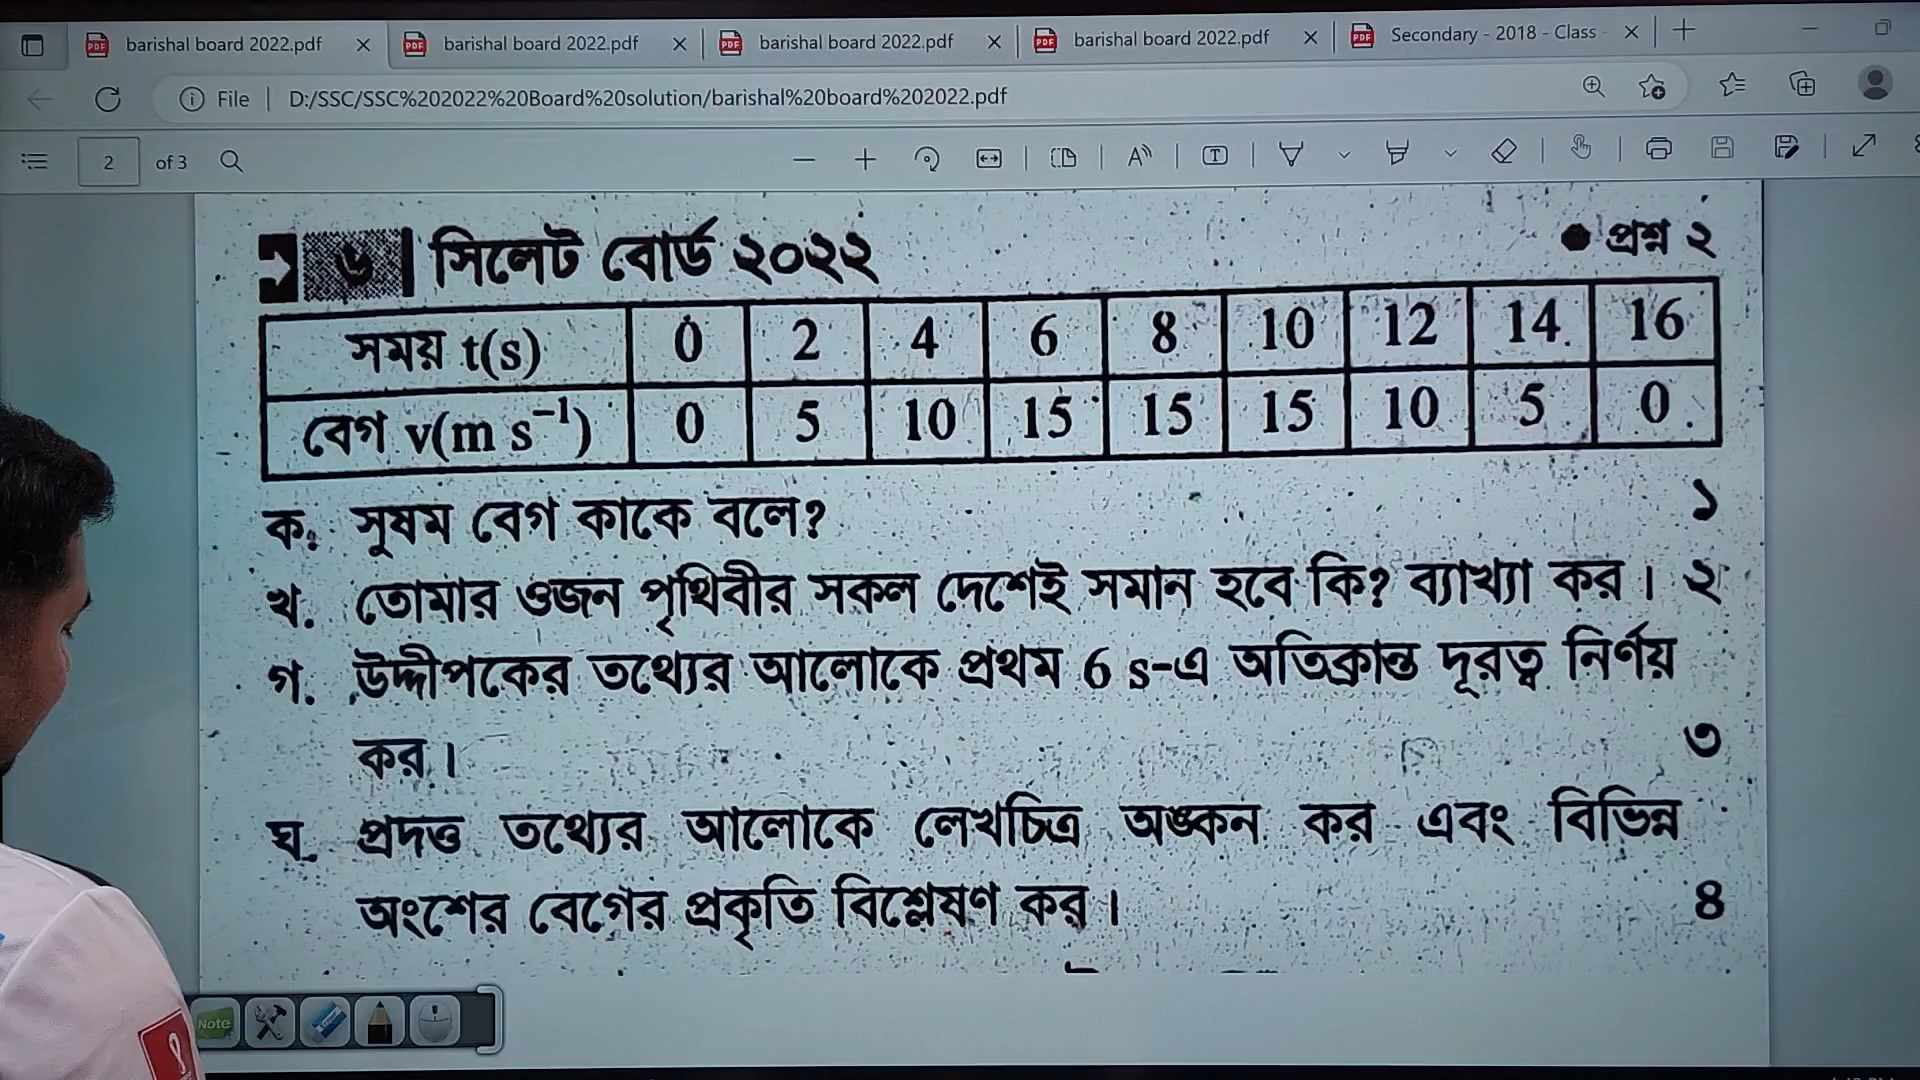 barishal board 2022.pdf
barishal board 2022.pdf
barishal board 2022.pdf
barishal board 2022.pdf
Secondary - 2018 - Class
File
D:/SSC/SSC%202022%20Board%20solution/barishal%20board%202022.pdf
2 of 3
৬ সিলেট বোর্ড ২০২২ ● প্রশ্ন ২
সময় t(s) 0 2 4 6 8 10 12 14 16
বেগ v(m s⁻¹) 0 5 10 15 15 15 10 5 0
ক. সুষম বেগ কাকে বলে? ১
খ. তোমার ওজন পৃথিবীর সকল দেশেই সমান হবে কি? ব্যাখ্যা কর। ২
গ. উদ্দীপকের তথ্যের আলোকে প্রথম 6 s-এ অতিক্রান্ত দূরত্ব নির্ণয়
কর। ৩
ঘ. প্রদত্ত তথ্যের আলোকে লেখচিত্র অঙ্কন কর এবং বিভিন্ন
অংশের বেগের প্রকৃতি বিশ্লেষণ কর। ৪
Note